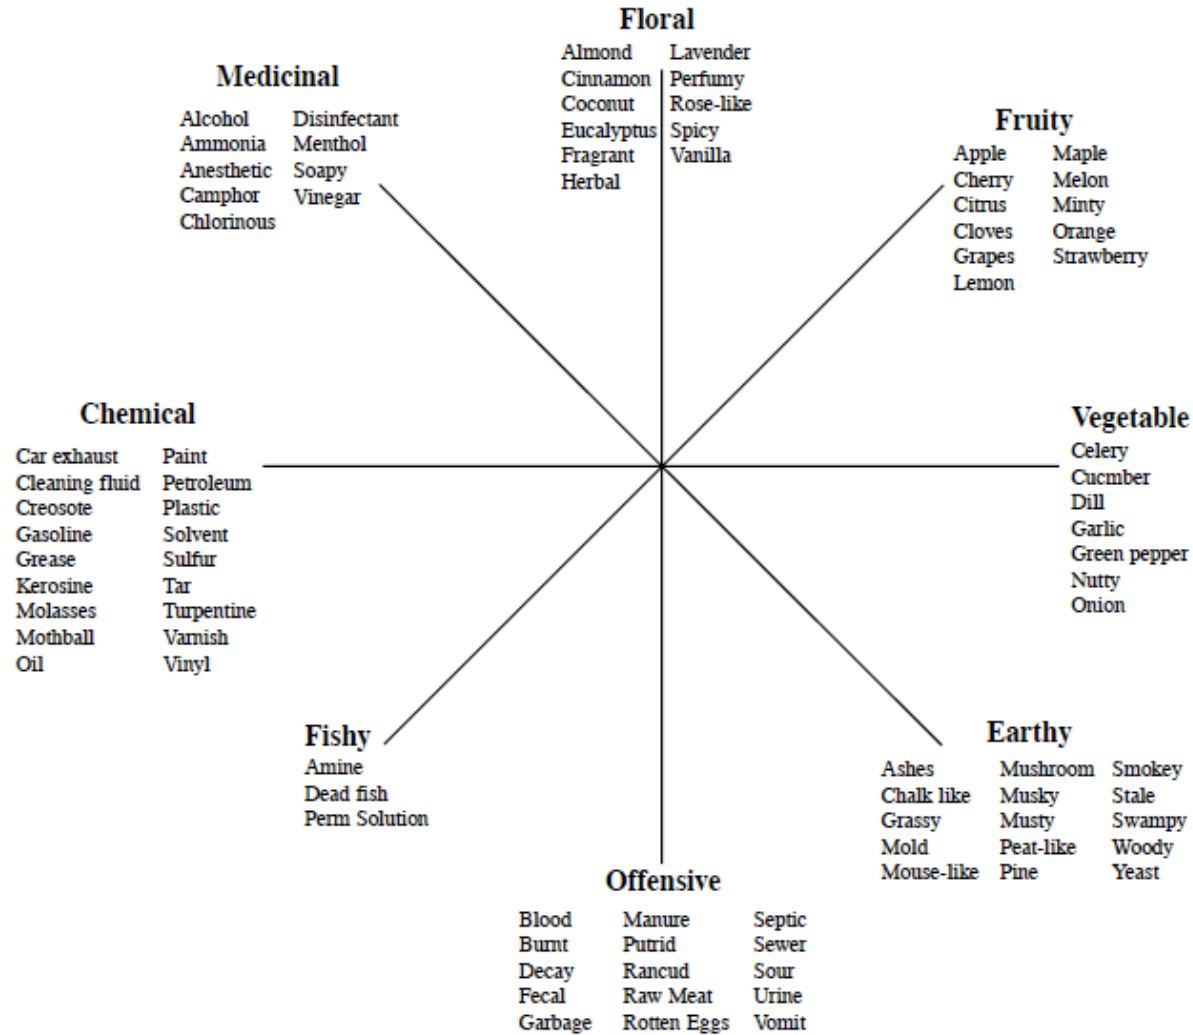 Floral
Almond Lavender
Cinnamon Perfumy
Coconut Rose-like
Eucalyptus Spicy
Fragrant Vanilla
Herbal
Medicinal
Alcohol Disinfectant
Ammonia Menthol
Anesthetic Soapy
Camphor Vinegar
Chlorinous
Fruity
Apple Maple
Cherry Melon
Citrus Minty
Cloves Orange
Grapes Strawberry
Lemon
Chemical
Car exhaust Paint
Cleaning fluid Petroleum
Creosote Plastic
Gasoline Solvent
Grease Sulfur
Kerosine Tar
Molasses Turpentine
Mothball Varnish
Oil Vinyl
Vegetable
Celery
Cucmber
Dill
Garlic
Green pepper
Nutty
Onion
Fishy
Amine
Dead fish
Perm Solution
Earthy
Ashes Mushroom Smokey
Chalk like Musky Stale
Grassy Musty Swampy
Mold Peat-like Woody
Mouse-like Pine Yeast
Offensive
Blood Manure Septic
Burnt Putrid Sewer
Decay Rancud Sour
Fecal Raw Meat Urine
Garbage Rotten Eggs Vomit